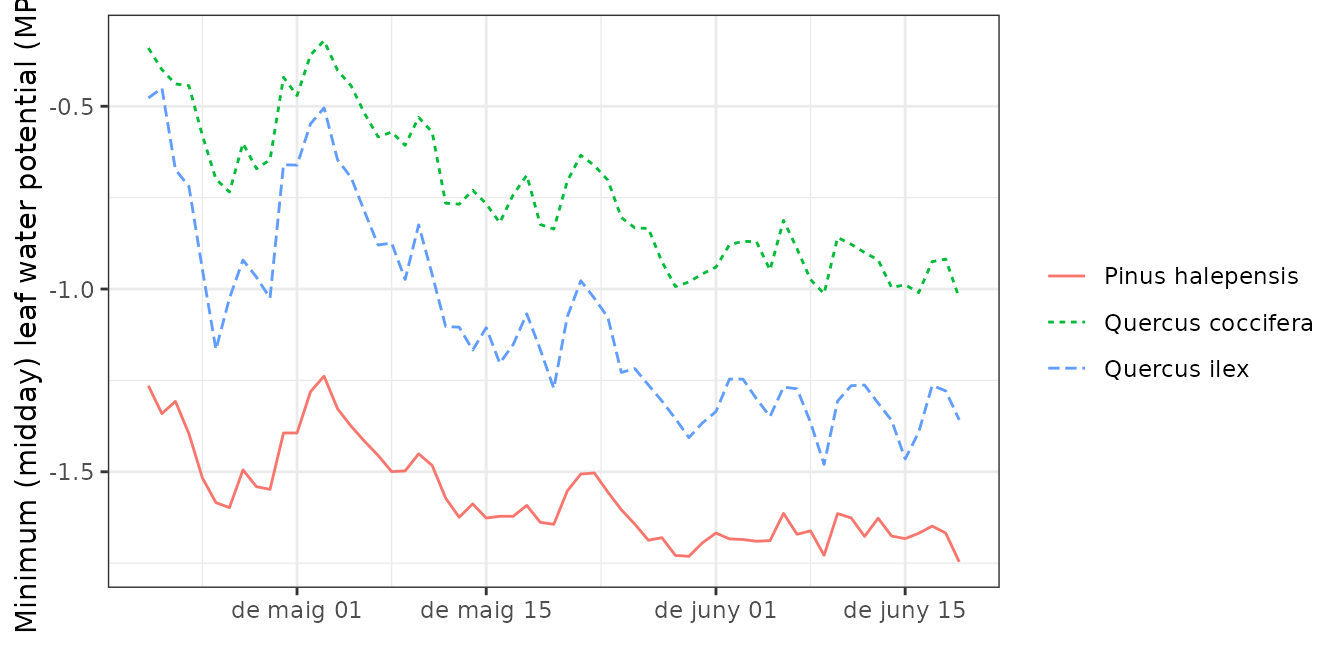 Minimum (midday) leaf water potential (MP
-0.5
-1.0
-1.5
de maig 01
de maig 15
de juny 01
de juny 15
Pinus halepensis
Quercus coccifera
Quercus ilex